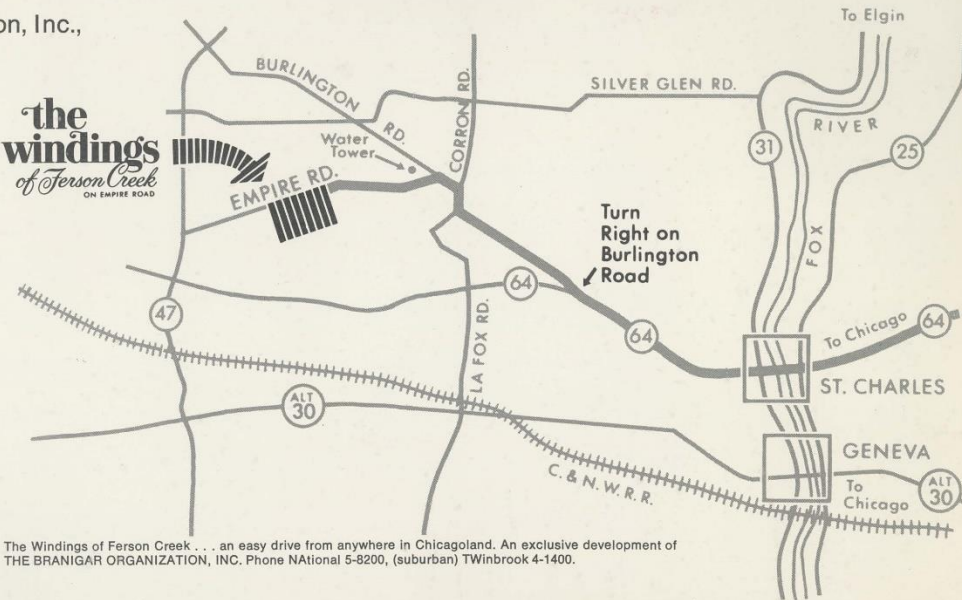 on, Inc.,
To Elgin
BURLINGTON RD.
CORRON RD.
SILVER GLEN RD.
the
windings
of Ferson Creek
ON EMPIRE ROAD
Water
Tower
31
RIVER
25
EMPIRE RD.
Turn
Right on
Burlington
Road
FOX
47
64
LA FOX RD.
64
To Chicago
64
ST. CHARLES
ALT
30
GENEVA
To
Chicago
ALT
30
C. & N. W. R. R.
The Windings of Ferson Creek . . . an easy drive from anywhere in Chicagoland. An exclusive development of
THE BRANIGAR ORGANIZATION, INC. Phone NAtional 5-8200, (suburban) TWinbrook 4-1400.